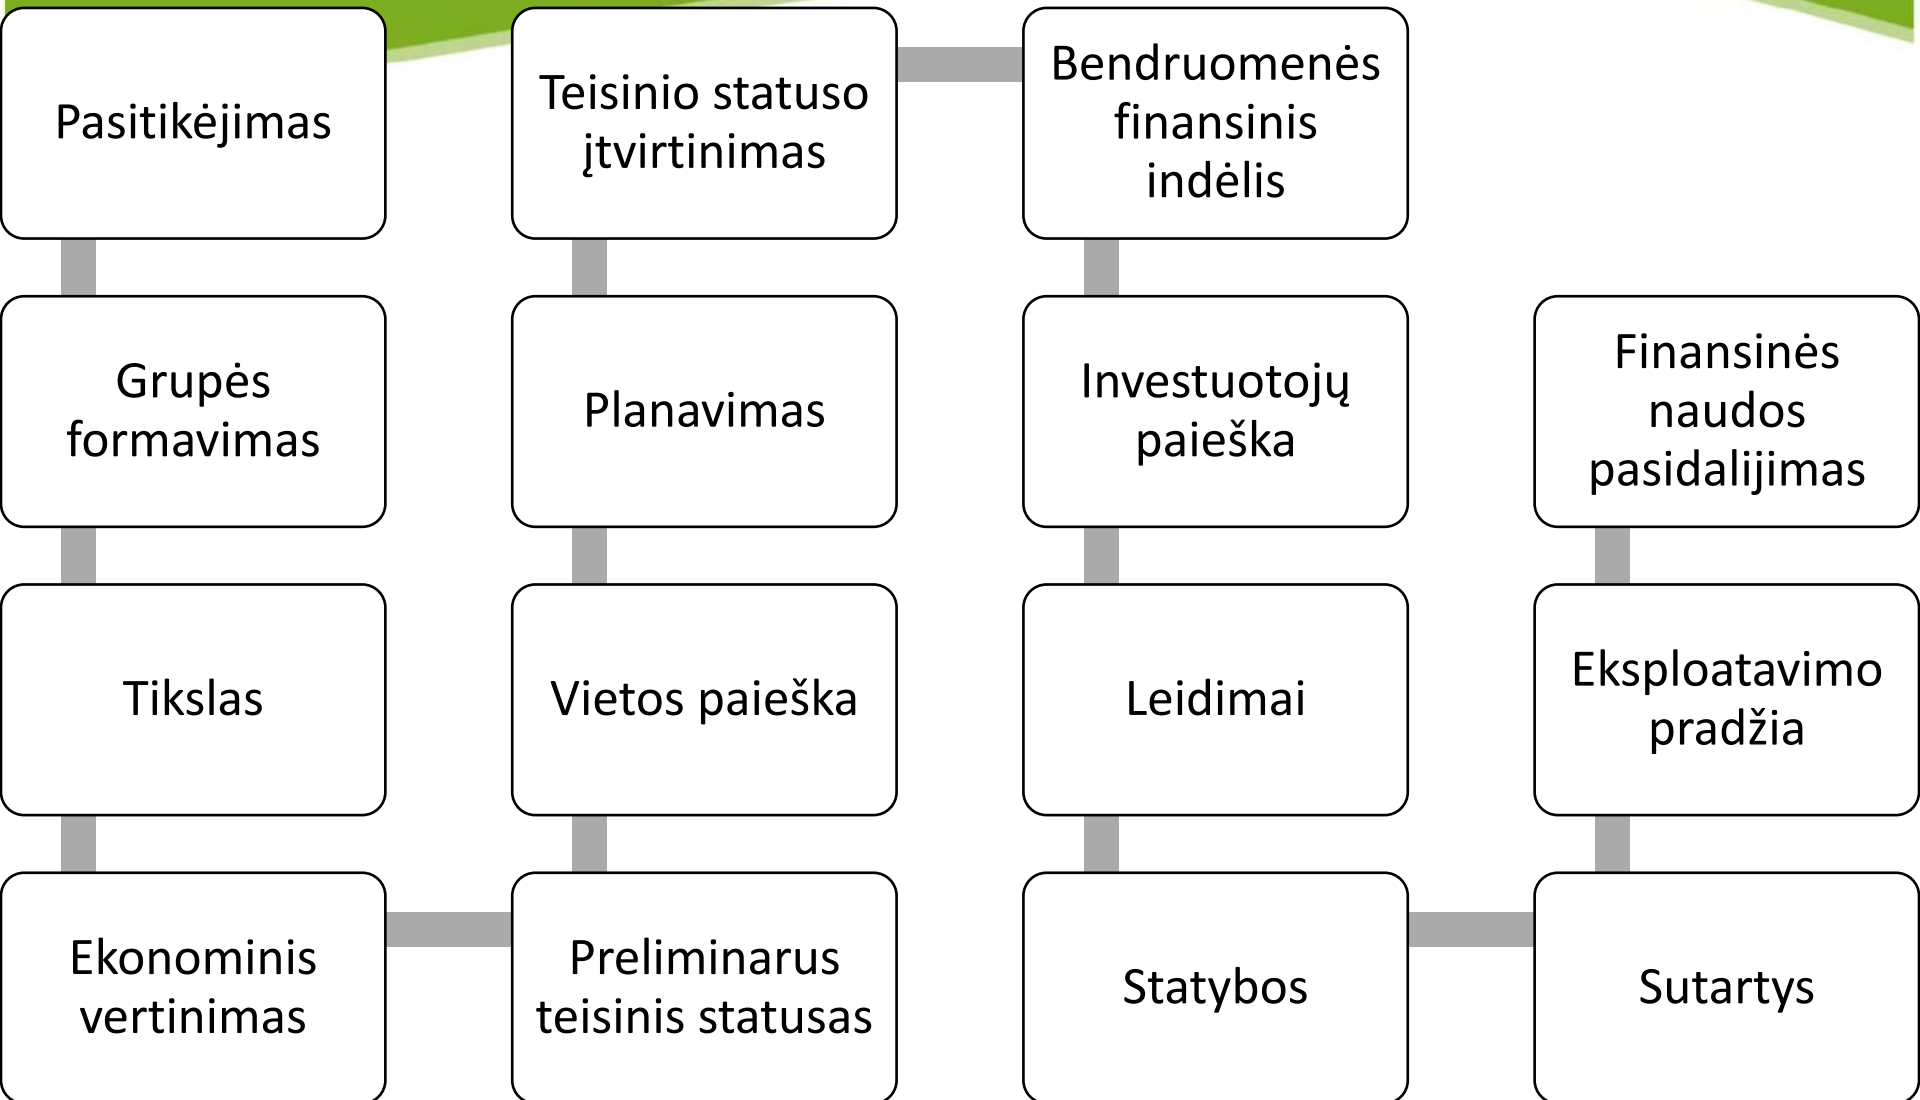 Pasitikėjimas
Grupės
formavimas
Tikslas
Ekonominis
vertinimas
Preliminarus
teisinis statusas
Vietos paieška
Planavimas
Teisinio statuso
įtvirtinimas
Bendruomenės
finansinis
indėlis
Investuotojų
paieška
Leidimai
Statybos
Sutartys
Eksploatavimo
pradžia
Finansinės
naudos
pasidalijimas